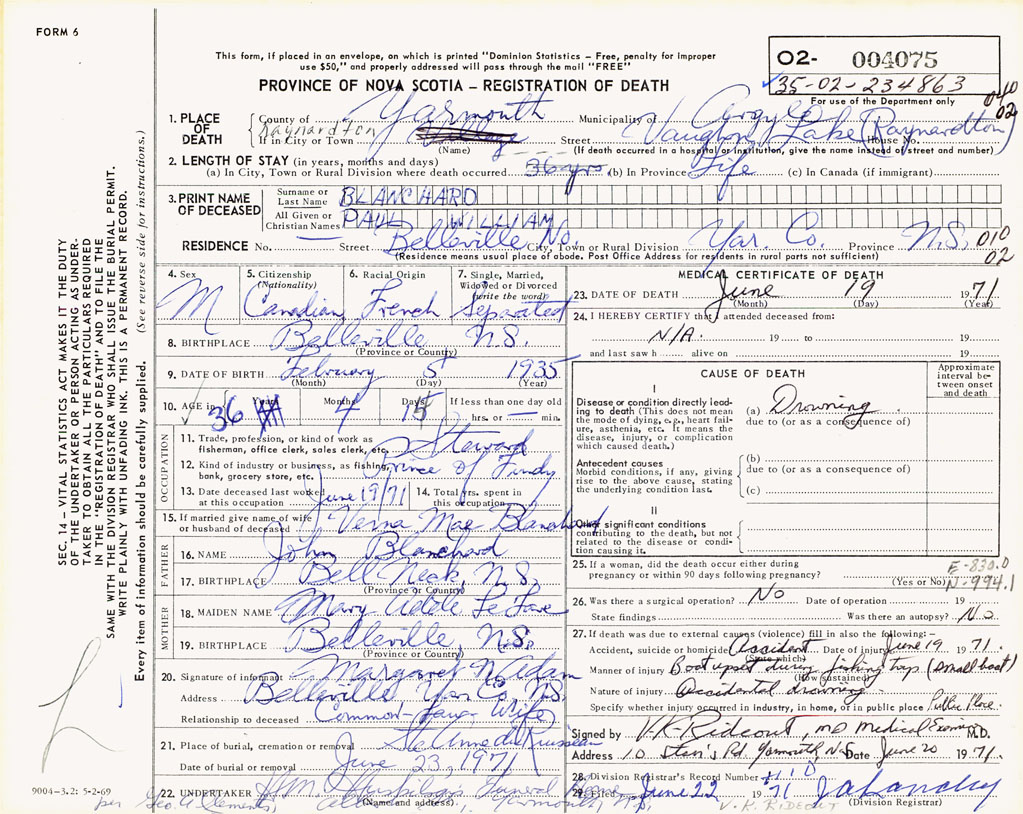 FORM 6
This form, if placed in an envelope, on which is printed "Dominion Statistics – Free, penalty for improper
use $50," and properly addressed will pass through the mail "FREE"
PROVINCE OF NOVA SCOTIA – REGISTRATION OF DEATH
02- 004075
35-02-234863
For use of the Department only
040
02
1. PLACE OF DEATH
County of Yarmouth Municipality of Argyle
Raynardton
If in City or Town (Name) Street Vaughn Lake (Raynardton) House No.
(If death occurred in a hospital or institution, give the name instead of street and number)
2. LENGTH OF STAY (in years, months and days)
(a) In City, Town or Rural Division where death occurred 36 yrs (b) In Province Life (c) In Canada (if immigrant)
3. PRINT NAME OF DECEASED
Surname or Last Name BLANCHARD
All Given or Christian Names PAUL WILLIAM
RESIDENCE No. Street Belleville No City, Town or Rural Division Yar. Co. Province N.S. 010
02
(Residence means usual place of abode. Post Office Address for residents in rural parts not sufficient)
4. Sex M
5. Citizenship (Nationality) Canadian
6. Racial Origin French
7. Single, Married, Widowed or Divorced (write the word) Separated
8. BIRTHPLACE Belleville N.S.
(Province or Country)
9. DATE OF BIRTH February 5 1935
(Month) (Day) (Year)
10. AGE in 36 Years Months 4 Days 15 If less than one day old
hrs. or min.
OCCUPATION
11. Trade, profession, or kind of work as fisherman, office clerk, sales clerk, etc. Steward
12. Kind of industry or business, as fishing, bank, grocery store, etc. Prince of Fundy
13. Date deceased last worked at this occupation June 19/71
14. Total yrs. spent in this occupation
15. If married give name of wife or husband of deceased Verna Mae Blanchard
FATHER
16. NAME John Blanchard
17. BIRTHPLACE Bell Neck, N.S.
(Province or Country)
MOTHER
18. MAIDEN NAME Mary Adele Le Fave
19. BIRTHPLACE Belleville, N.S.
(Province or Country)
20. Signature of informant Margaret N Adam
Address Belleville Yar Co. N.S.
Relationship to deceased Common-Law Wife
21. Place of burial, cremation or removal Ste Anne du Ruisseau
Date of burial or removal June 23, 1971
22. UNDERTAKER Funeral Home
(Name and address)
per Geo. A Clements, Yarmouth, N.S.
9004-3.2: 5-2-69
MEDICAL CERTIFICATE OF DEATH
23. DATE OF DEATH June 19 1971
(Month) (Day) (Year)
24. I HEREBY CERTIFY that I attended deceased from:
N/A. 19 to 19
and last saw h alive on 19
CAUSE OF DEATH
Approximate interval between onset and death
I
Disease or condition directly leading to death (This does not mean the mode of dying, e.g., heart failure, asthenia, etc. It means the disease, injury, or complication which caused death.)
(a) Drowning
due to (or as a consequence of)
Antecedent causes
Morbid conditions, if any, giving rise to the above cause, stating the underlying condition last.
(b)
due to (or as a consequence of)
(c)
II
Other significant conditions contributing to the death, but not related to the disease or condition causing it.
25. If a woman, did the death occur either during pregnancy or within 90 days following pregnancy? (Yes or No)
E-830.0
N-994.1
26. Was there a surgical operation? No Date of operation 19
State findings Was there an autopsy? No
27. If death was due to external causes (violence) fill in also the following:–
Accident, suicide or homicide Accident Date of injury June 19 1971.
(State which)
Manner of injury Boat upset during fishing trip (small boat)
(How sustained)
Nature of injury Accidental drowning
Specify whether injury occurred in industry, in home, or in public place Public Place.
Signed by V.K. Rideout, MD Medical Examiner M.D.
Address 10 Stan's Rd. Yarmouth N.S. Date June 20 1971.
28. Division Registrar's Record Number #110
29. Filed June 22 1971 (Division Registrar)
V. K. RIDEOUT
SEC. 14 – VITAL STATISTICS ACT MAKES IT THE DUTY
OF THE UNDERTAKER OR PERSON ACTING AS UNDER-
TAKER TO OBTAIN ALL THE PARTICULARS REQUIRED
IN THE "REGISTRATION OF DEATH" AND TO FILE THE
SAME WITH THE DIVISION REGISTRAR WHO SHALL ISSUE THE BURIAL PERMIT.
WRITE PLAINLY WITH UNFADING INK. THIS IS A PERMANENT RECORD.
Every item of information should be carefully supplied. (See reverse side for instructions.)